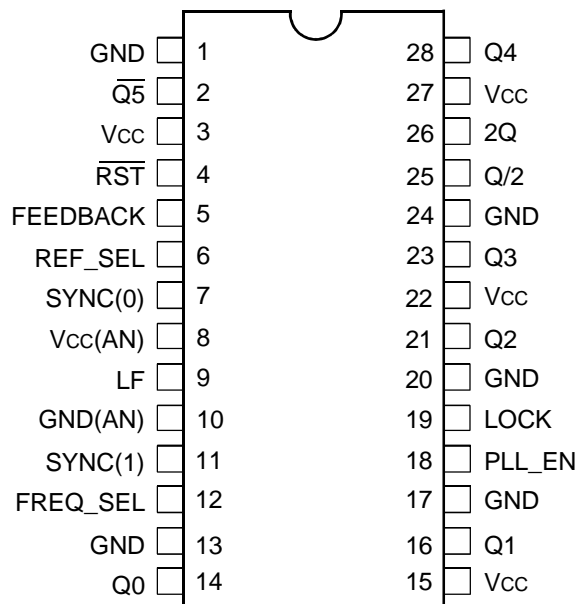 GND 1 28 Q4
Q5 2 27 VCC
VCC 3 26 2Q
RST 4 25 Q/2
FEEDBACK 5 24 GND
REF_SEL 6 23 Q3
SYNC(0) 7 22 VCC
VCC(AN) 8 21 Q2
LF 9 20 GND
GND(AN) 10 19 LOCK
SYNC(1) 11 18 PLL_EN
FREQ_SEL 12 17 GND
GND 13 16 Q1
Q0 14 15 VCC